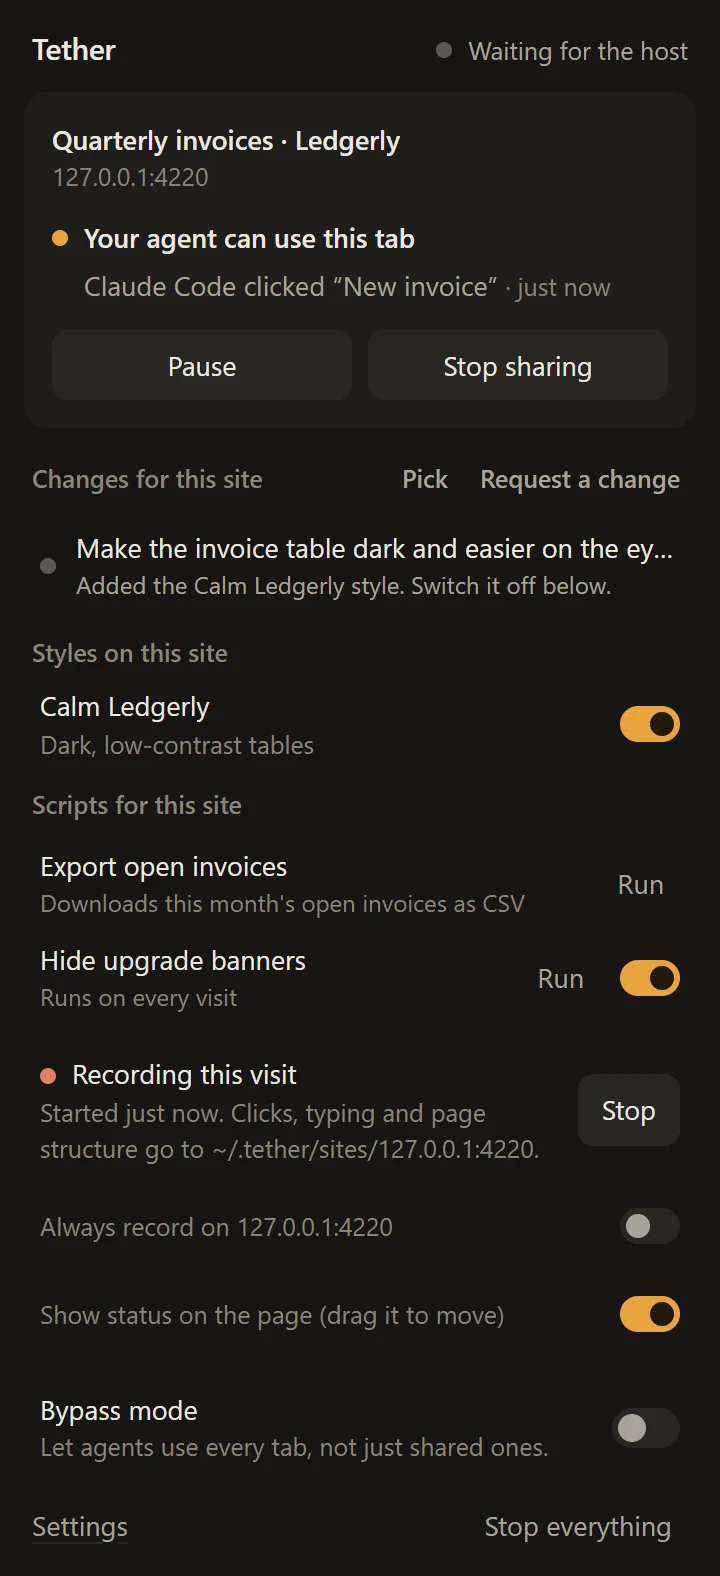 Tether
Waiting for the host
Quarterly invoices · Ledgerly
127.0.0.1:4220
Your agent can use this tab
Claude Code clicked “New invoice” · just now
Pause
Stop sharing
Changes for this site
Pick
Request a change
Make the invoice table dark and easier on the ey...
Added the Calm Ledgerly style. Switch it off below.
Styles on this site
Calm Ledgerly
Dark, low-contrast tables
Scripts for this site
Export open invoices
Downloads this month's open invoices as CSV
Run
Hide upgrade banners
Runs on every visit
Run
Recording this visit
Started just now. Clicks, typing and page
structure go to ~/.tether/sites/127.0.0.1:4220.
Stop
Always record on 127.0.0.1:4220
Show status on the page (drag it to move)
Bypass mode
Let agents use every tab, not just shared ones.
Settings
Stop everything